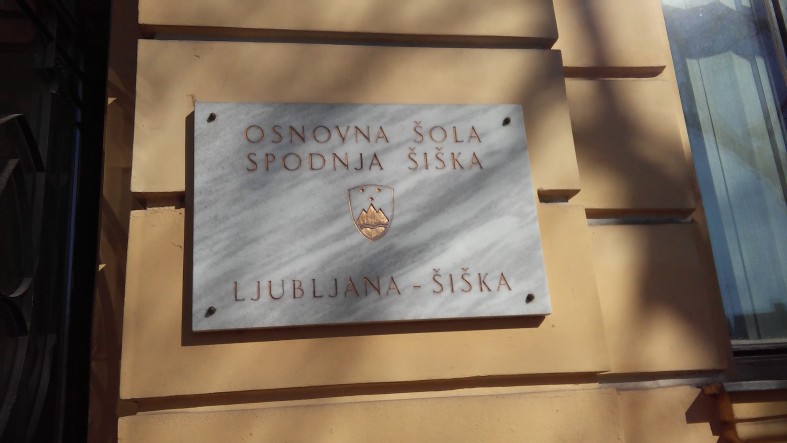 OSNOVNA ŠOLA
SPODNJA ŠIŠKA
LJUBLJANA - ŠIŠKA